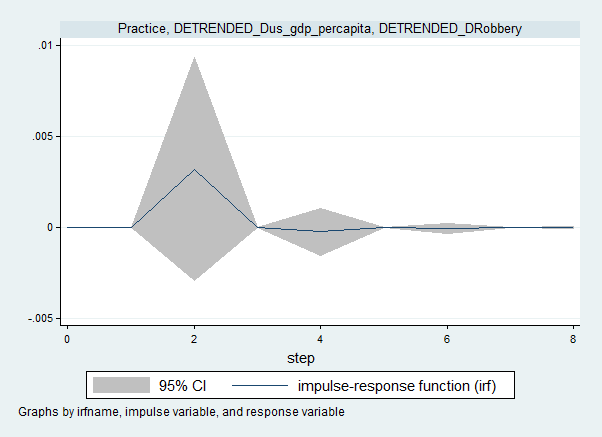 Practice, DETRENDED_Dus_gdp_percapita, DETRENDED_DRobbery
.01
.005
0
-.005
0 2 4 6 8
step
95% CI impulse-response function (irf)
Graphs by irfname, impulse variable, and response variable